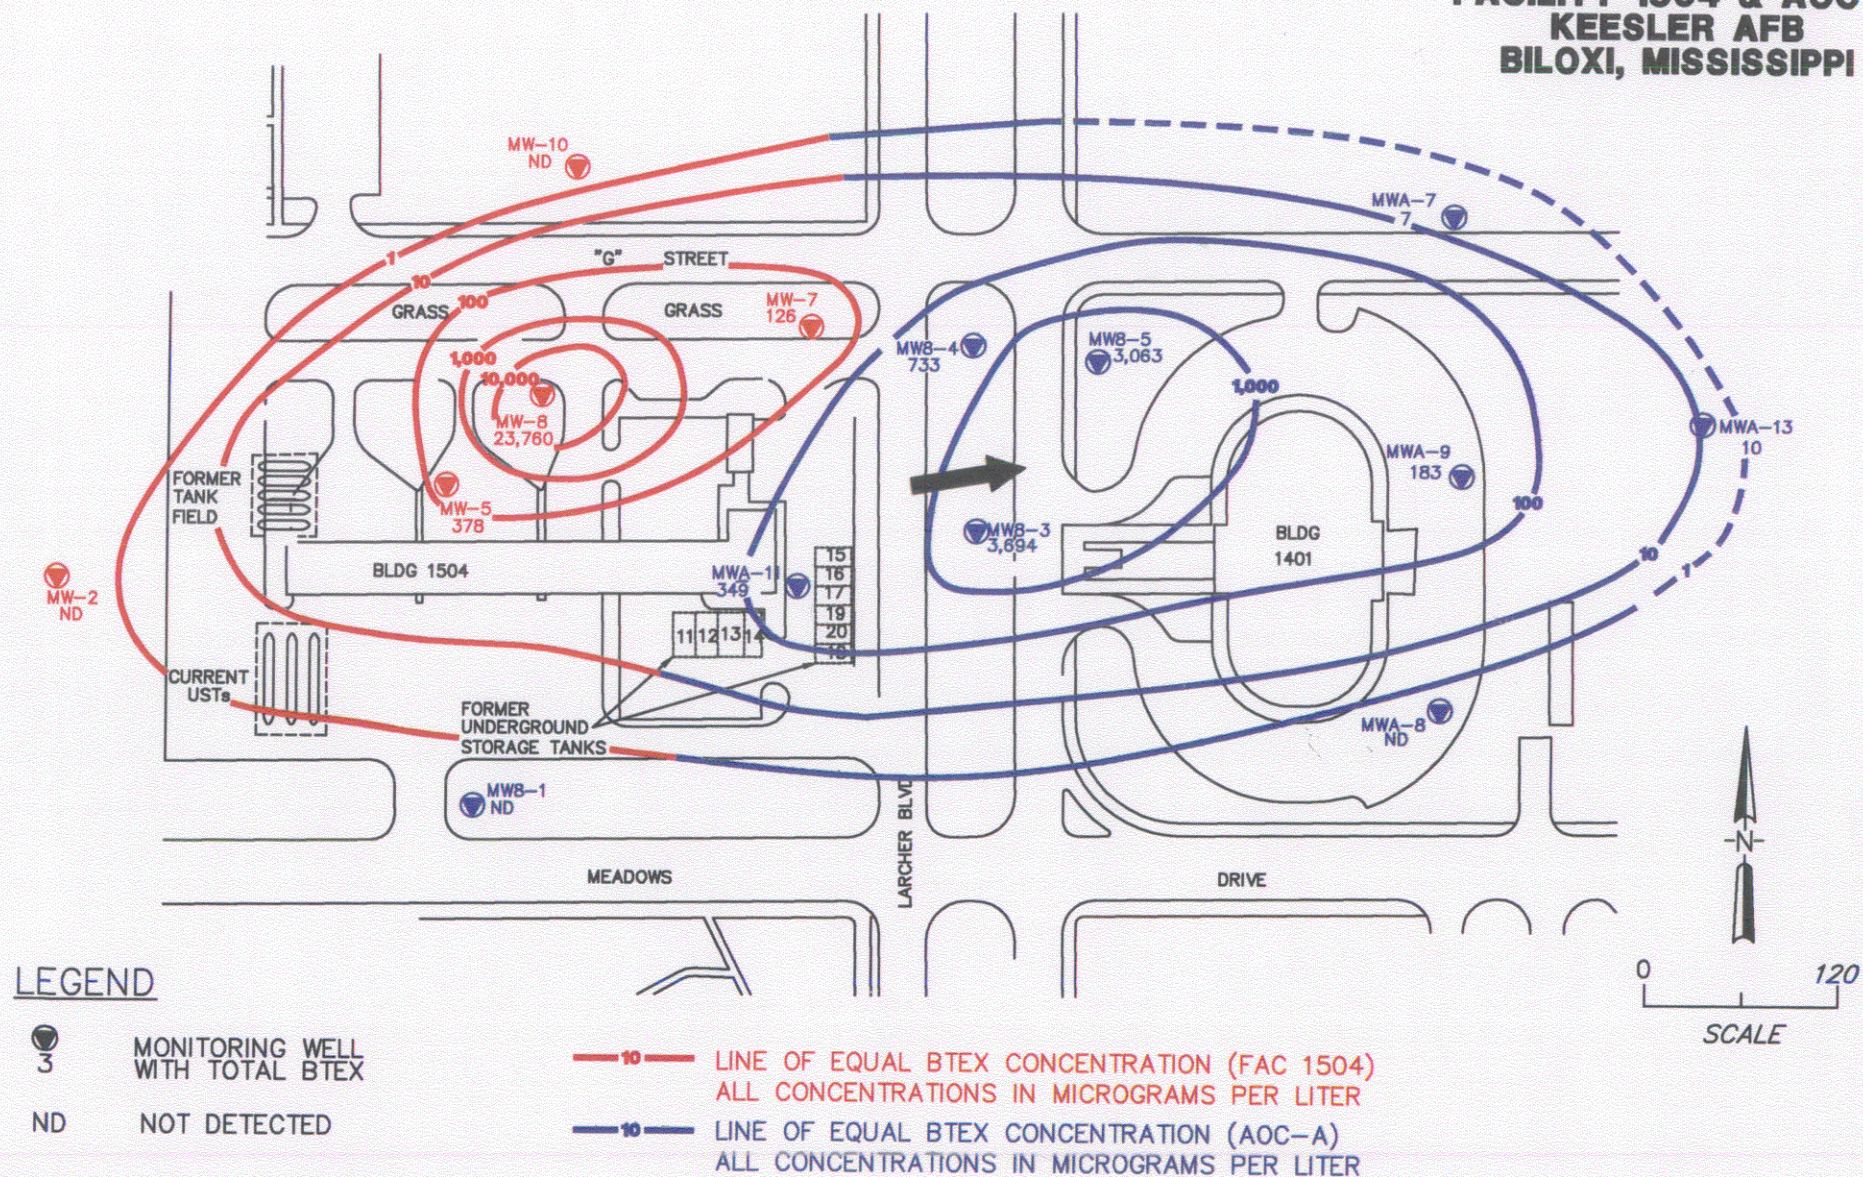 KEESLER AFB
BILOXI, MISSISSIPPI
MW-10
ND
MWA-7
7
1
"G" STREET
10
100
GRASS
GRASS
MW-7
126
1,000
MW8-4
733
MW8-5
3,063
10,000
1,000
MW-8
23,760
MWA-13
10
MWA-9
183
FORMER
TANK
FIELD
MW-5
378
100
MW8-3
3,694
BLDG
1401
10
15
16
17
19
20
18
BLDG 1504
MWA-11
349
1
MW-2
ND
11 12 13 14
CURRENT
USTs
FORMER
UNDERGROUND
STORAGE TANKS
MWA-8
ND
MW8-1
ND
LARCHER BLVD
-N-
MEADOWS DRIVE
LEGEND
0 120
SCALE
3
MONITORING WELL
WITH TOTAL BTEX
ND NOT DETECTED
10 LINE OF EQUAL BTEX CONCENTRATION (FAC 1504)
ALL CONCENTRATIONS IN MICROGRAMS PER LITER
10 LINE OF EQUAL BTEX CONCENTRATION (AOC-A)
ALL CONCENTRATIONS IN MICROGRAMS PER LITER